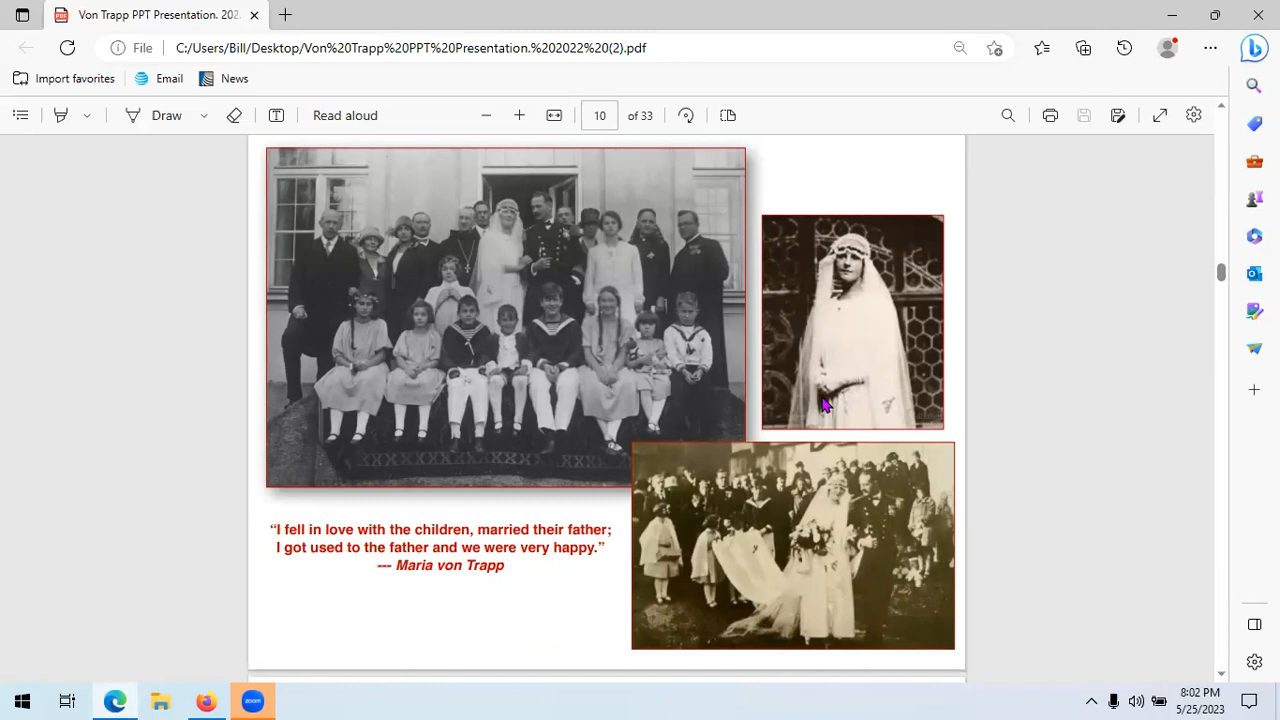 Von Trapp PPT Presentation. 202
File
C:/Users/Bill/Desktop/Von%20Trapp%20PPT%20Presentation.%202022%20(2).pdf
Import favorites
Email
News
Draw
Read aloud
10
of 33
“I fell in love with the children, married their father;
I got used to the father and we were very happy.”
--- Maria von Trapp
zoom
8:02 PM
5/25/2023